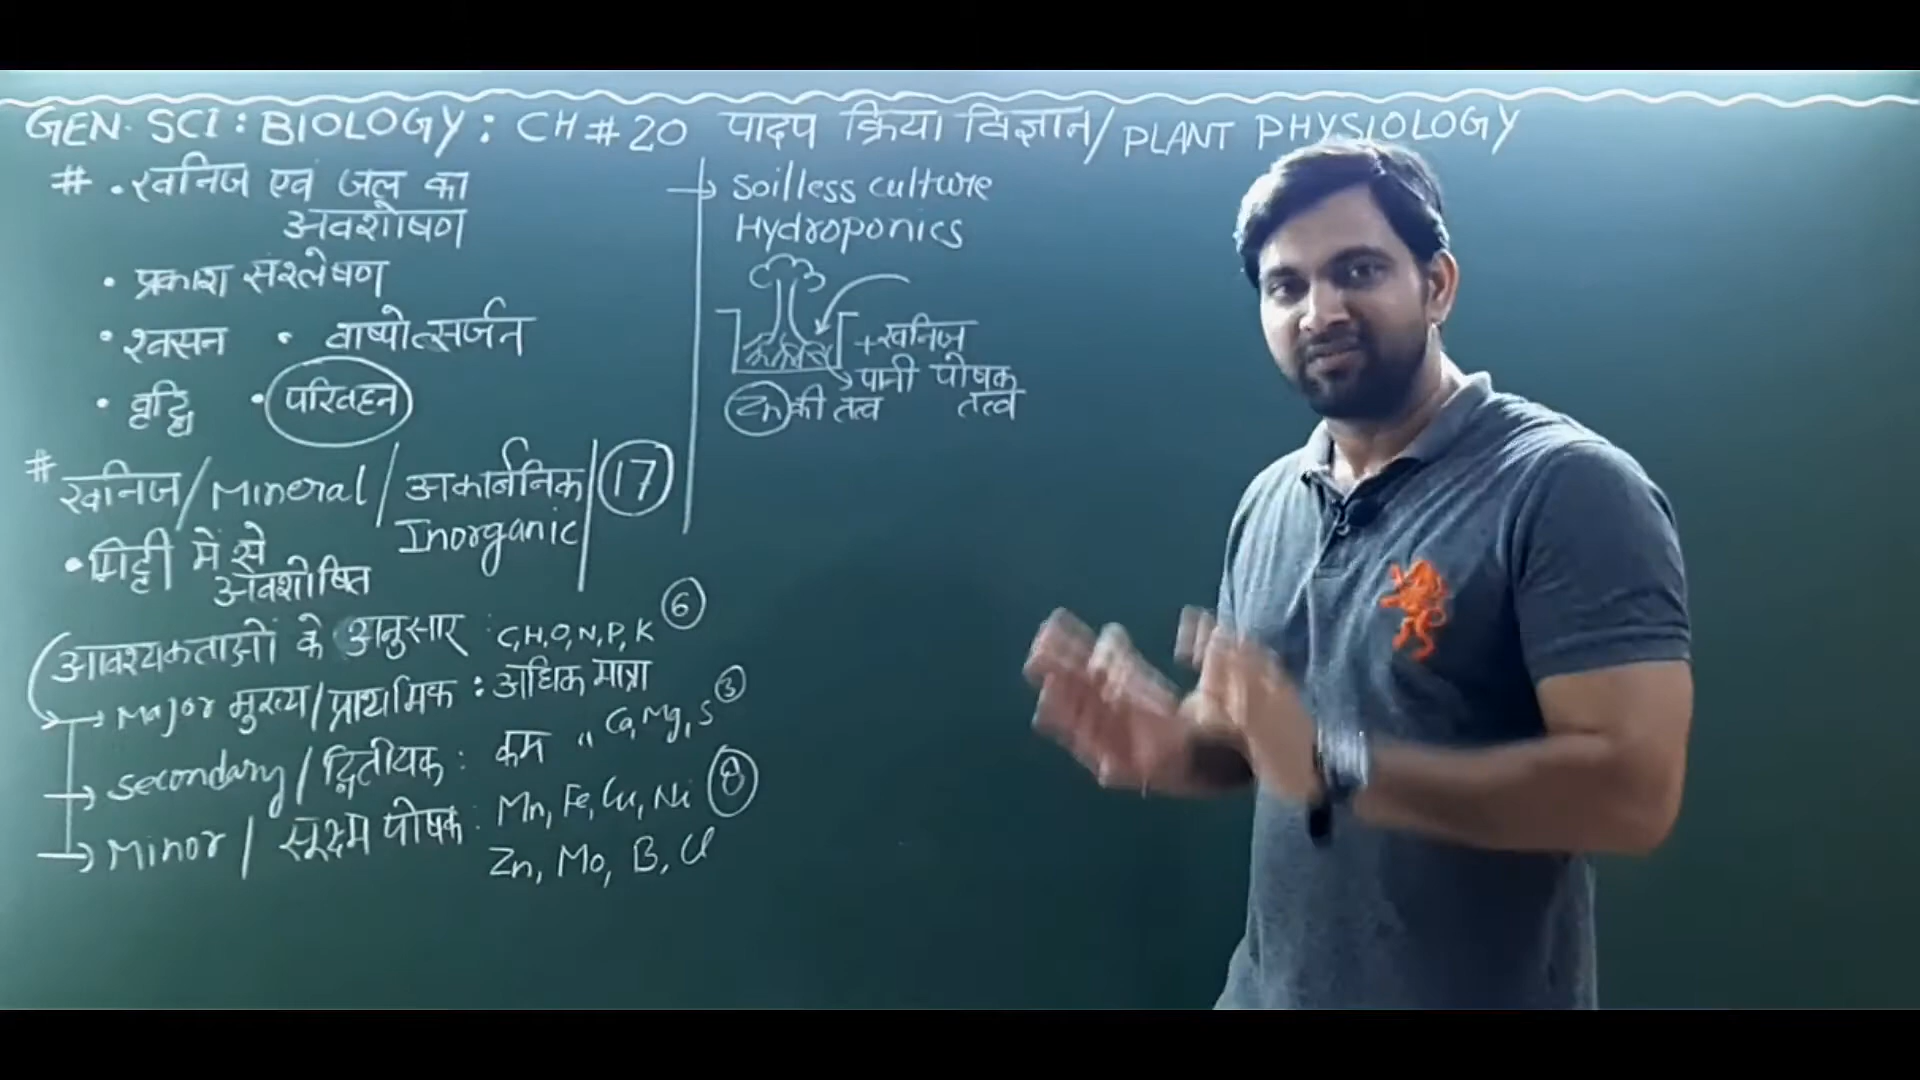 GEN. SCI : BIOLOGY : CH # 20 पादप क्रिया विज्ञान/ PLANT PHYSIOLOGY
# • खनिज एवं जल का
अवशोषण
• प्रकाश संश्लेषण
• श्वसन • वाष्पोत्सर्जन
• वृद्धि • परिवहन
# खनिज/Mineral/अकार्बनिक/17
Inorganic
• मिट्टी में से
अवशोषित
आवश्यकताओं के अनुसार : C,H,O,N,P,K 6
→ Major मुख्य/प्राथमिक : अधिक मात्रा
→ Secondary/द्वितीयक : कम " Ca, Mg, S 3
→ Minor/ सूक्ष्म पोषक : Mn, Fe, Cu, Ni 8
Zn, Mo, B, Cl
→ Soilless culture
Hydroponics
+खनिज
पानी पोषक
Zn की तत्व तत्व